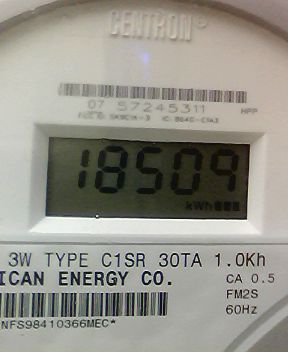 CENTRON®
07 57245311
HPP
18509
kWh
3W TYPE C1SR 30TA 1.0Kh
ICAN ENERGY CO.
CA 0.5
FM2S
60Hz
NFS98410366MEC*